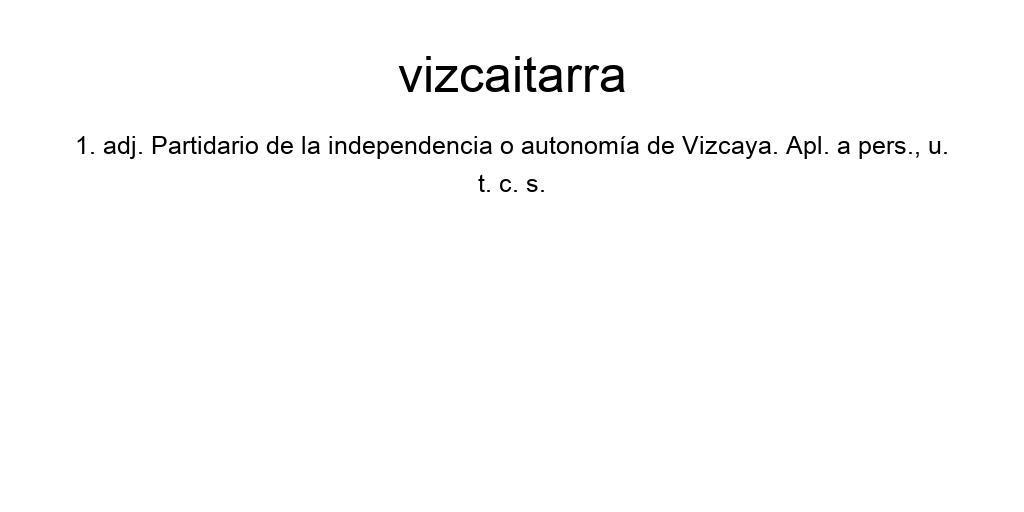 vizcaitarra
1. adj. Partidario de la independencia o autonomía de Vizcaya. Apl. a pers., u.
t. c. s.